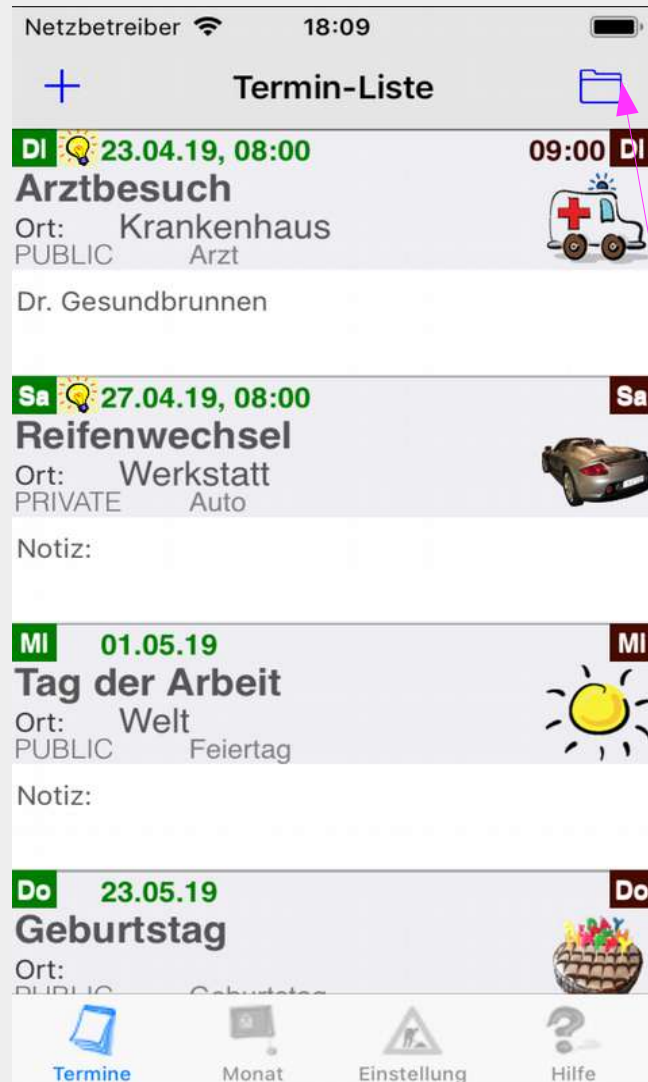 Netzbetreiber 18:09
Termin-Liste
DI 23.04.19, 08:00 09:00 DI
Arztbesuch
Ort: Krankenhaus
PUBLIC Arzt
Dr. Gesundbrunnen
Sa 27.04.19, 08:00 Sa
Reifenwechsel
Ort: Werkstatt
PRIVATE Auto
Notiz:
MI 01.05.19 Mi
Tag der Arbeit
Ort: Welt
PUBLIC Feiertag
Notiz:
Do 23.05.19 Do
Geburtstag
Ort:
PUBLIC Geburtstag
Termine Monat Einstellung Hilfe